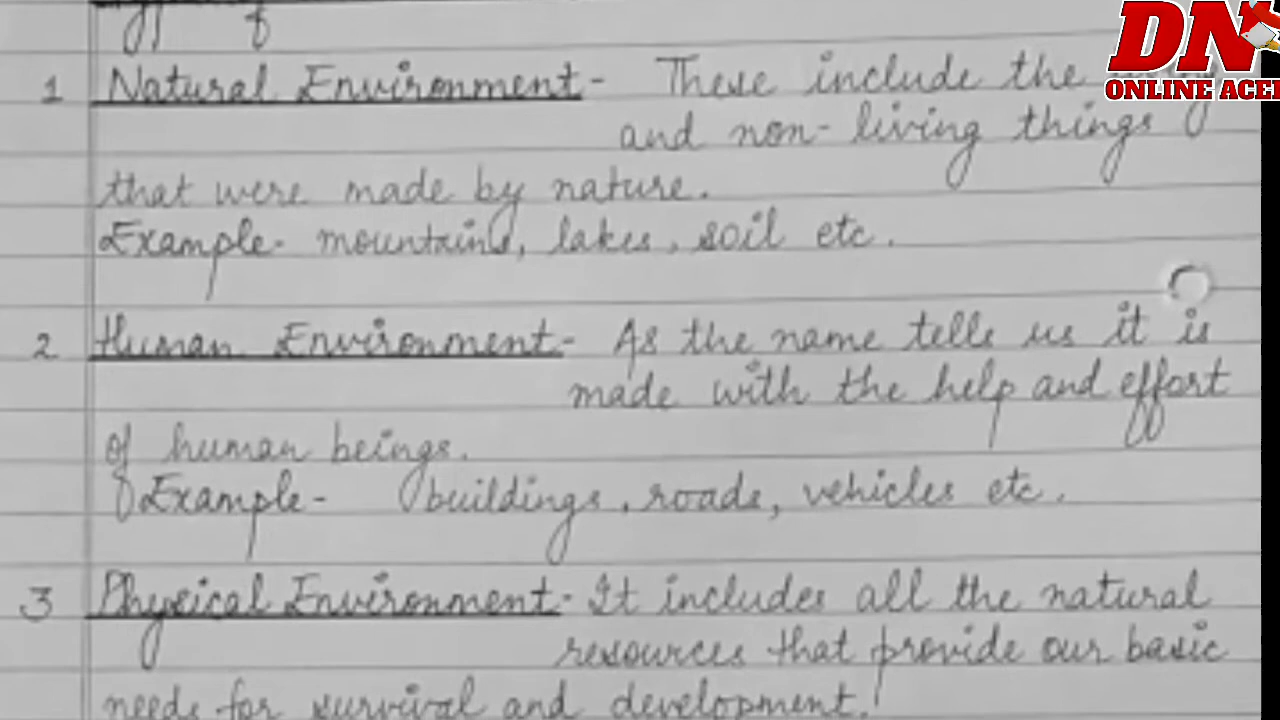 DN
ONLINE
1 Natural Environment - These include the
and non- living things
that were made by nature.
Example- mountains, lakes, soil etc.
2 Human Environment- As the name tells us it is
made with the help and effort
of human beings.
Example- buildings, roads, vehicles etc.
3 Physical Environment- It includes all the natural
resources that provide our basic
needs for survival and development.